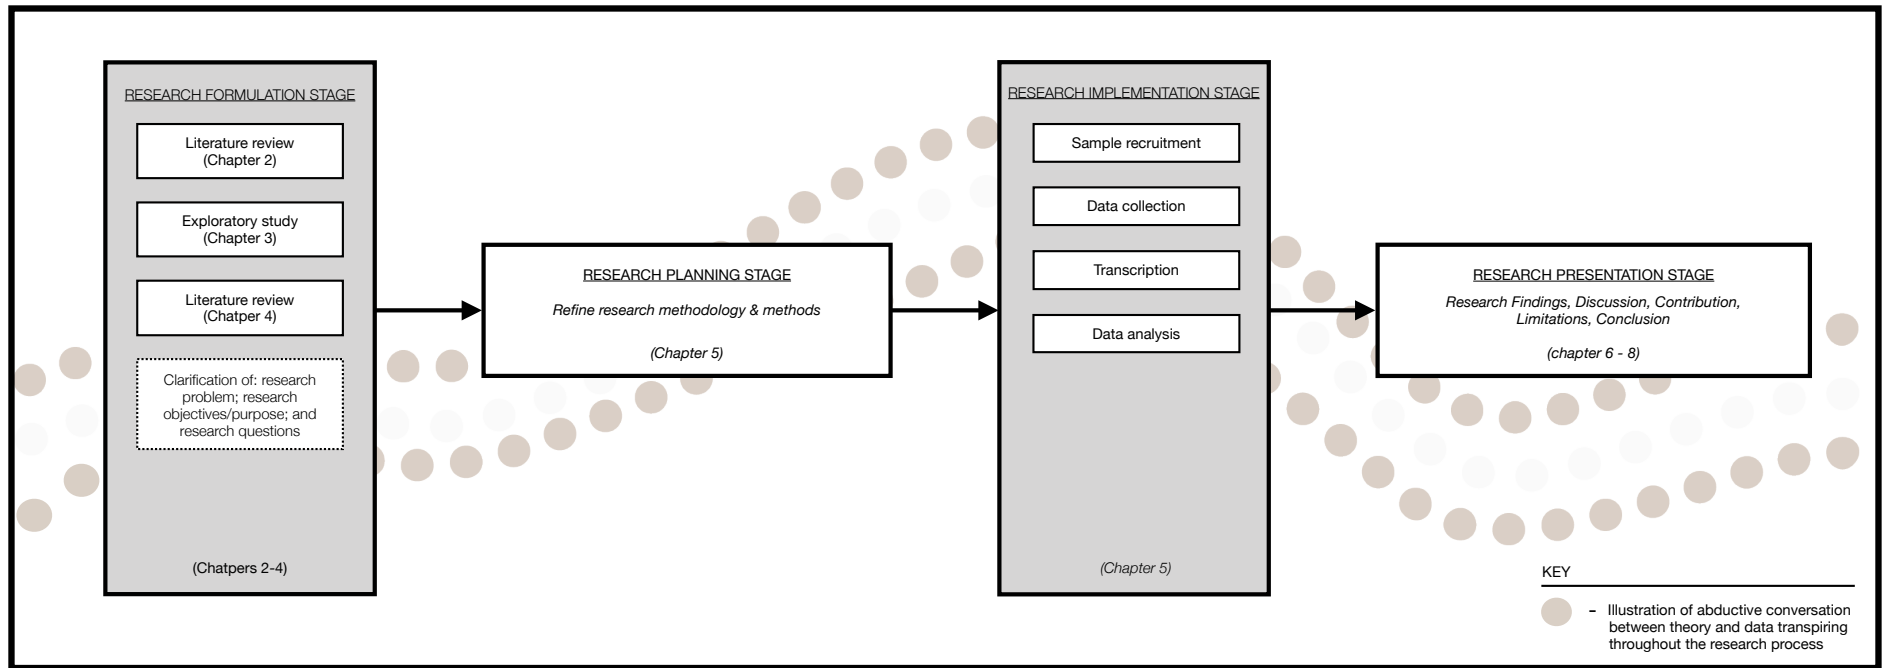 RESEARCH FORMULATION STAGE
Literature review
(Chapter 2)
Exploratory study
(Chapter 3)
Literature review
(Chatper 4)
Clarification of: research
problem; research
objectives/purpose; and
research questions
(Chatpers 2-4)
RESEARCH PLANNING STAGE
Refine research methodology & methods
(Chapter 5)
RESEARCH IMPLEMENTATION STAGE
Sample recruitment
Data collection
Transcription
Data analysis
(Chapter 5)
RESEARCH PRESENTATION STAGE
Research Findings, Discussion, Contribution,
Limitations, Conclusion
(chapter 6 - 8)
KEY
– Illustration of abductive conversation
between theory and data transpiring
throughout the research process